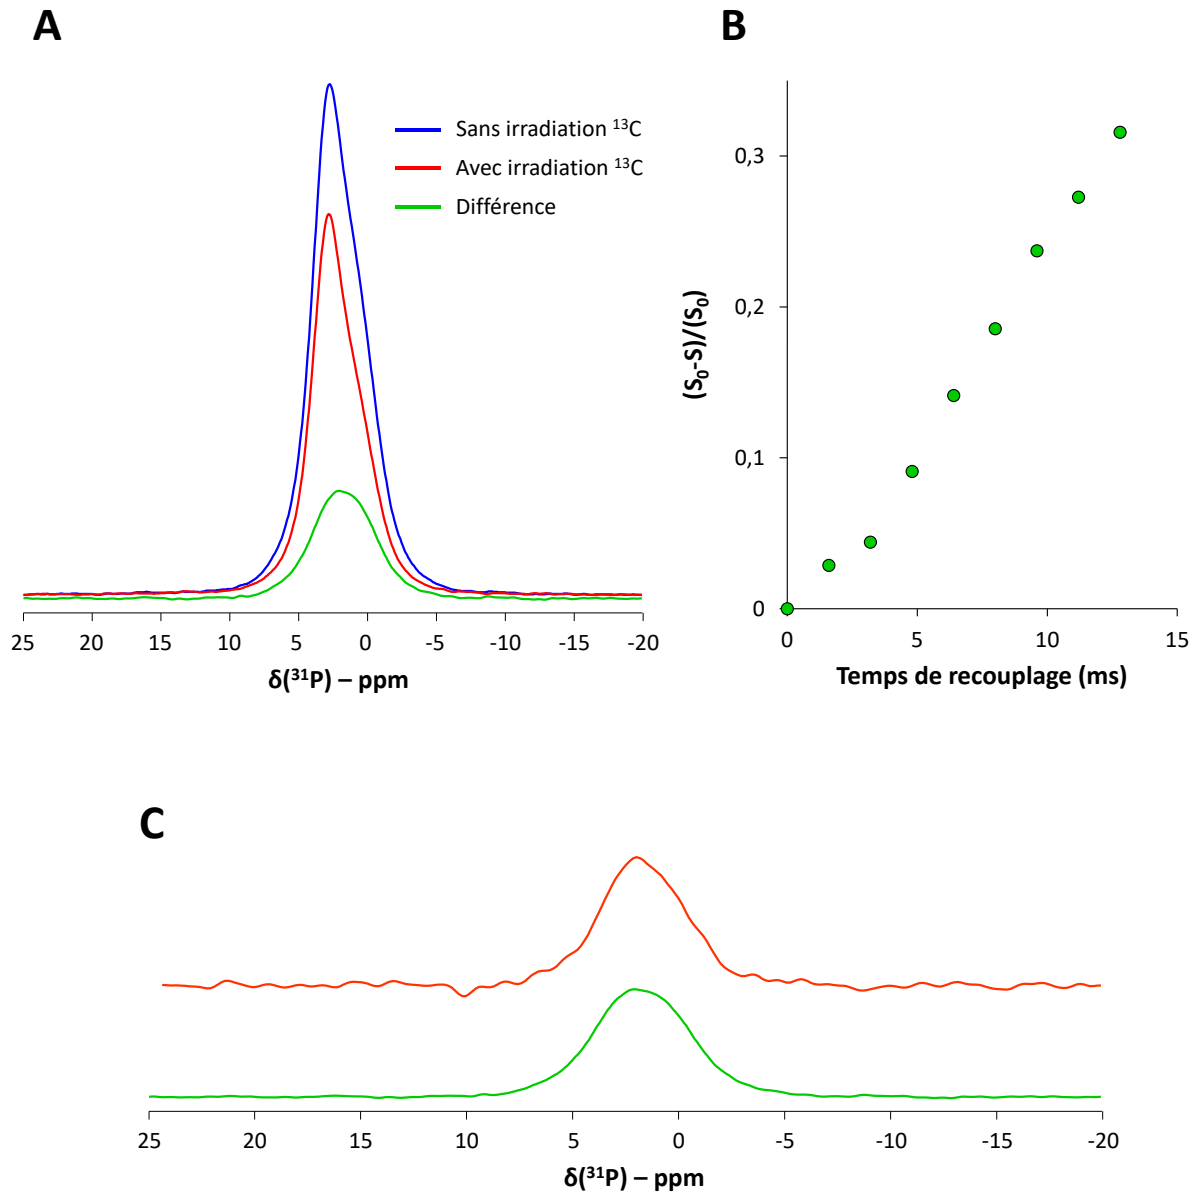 A
B
Sans irradiation ¹³C
Avec irradiation ¹³C
Différence
25 20 15 10 5 0 -5 -10 -15 -20
δ(³¹P) – ppm
(S₀-S)/(S₀)
0,3
0,2
0,1
0
0 5 10 15
Temps de recouplage (ms)
C
25 20 15 10 5 0 -5 -10 -15 -20
δ(³¹P) – ppm